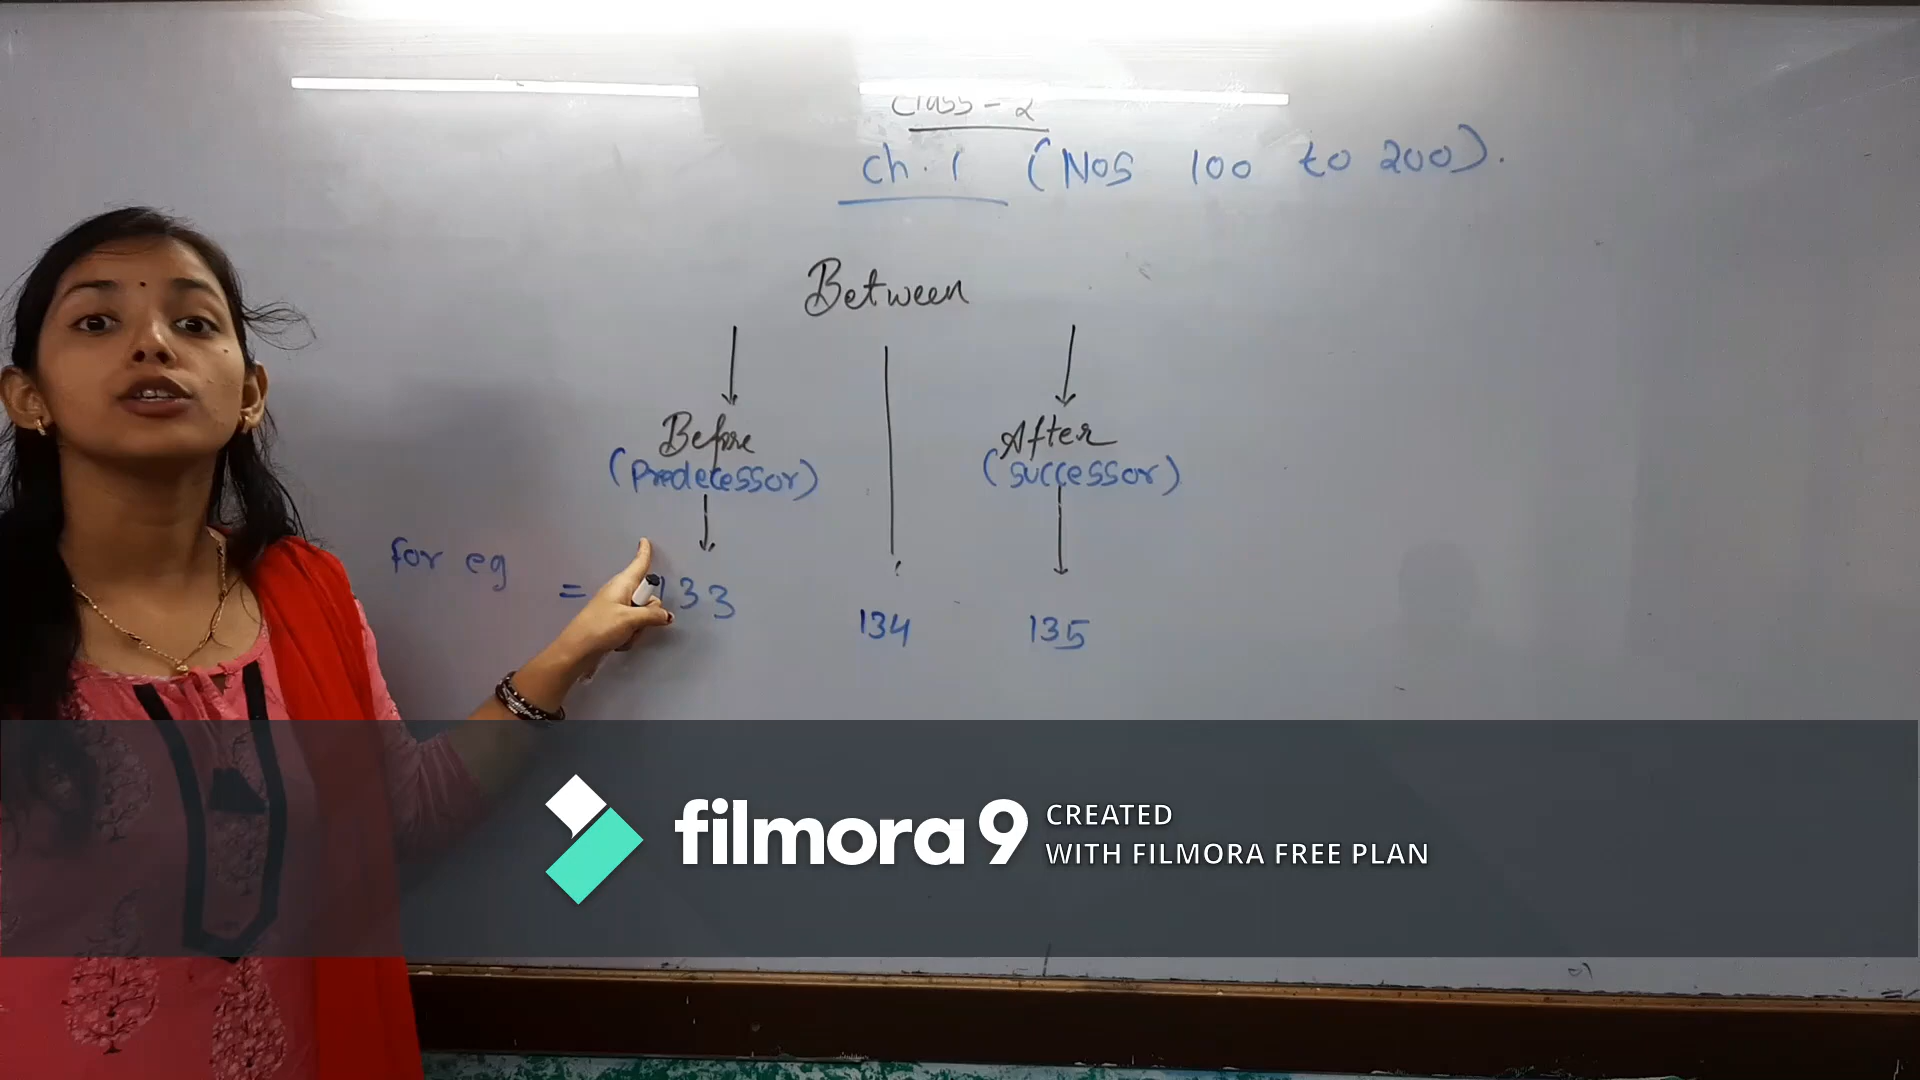 Class - 2
Ch. 1 (Nos 100 to 200).
Between
Before After
(Predecessor) (successor)
for eg
= 133 134 135
filmora 9 CREATED
WITH FILMORA FREE PLAN